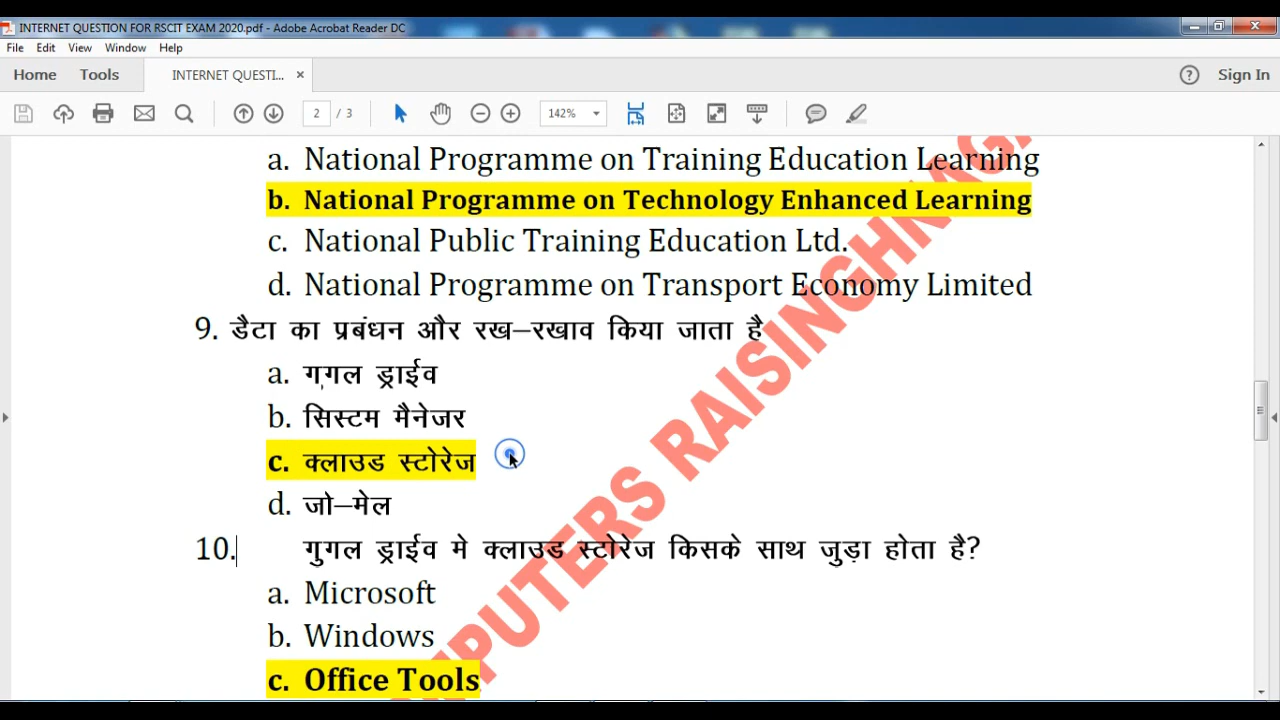 INTERNET QUESTION FOR RSCIT EXAM 2020.pdf - Adobe Acrobat Reader DC
File Edit View Window Help
Home Tools INTERNET QUESTI... × ? Sign In
2 / 3 142%
a. National Programme on Training Education Learning
b. National Programme on Technology Enhanced Learning
c. National Public Training Education Ltd.
d. National Programme on Transport Economy Limited
9. डैटा का प्रबंधन और रख–रखाव किया जाता है
a. गुगल ड्राईव
b. सिस्टम मैनेजर
c. क्लाउड स्टोरेज
d. जो–मेल
10. गुगल ड्राईव मे क्लाउड स्टोरेज किसके साथ जुड़ा होता है?
a. Microsoft
b. Windows
c. Office Tools
RAISINGHNAGA